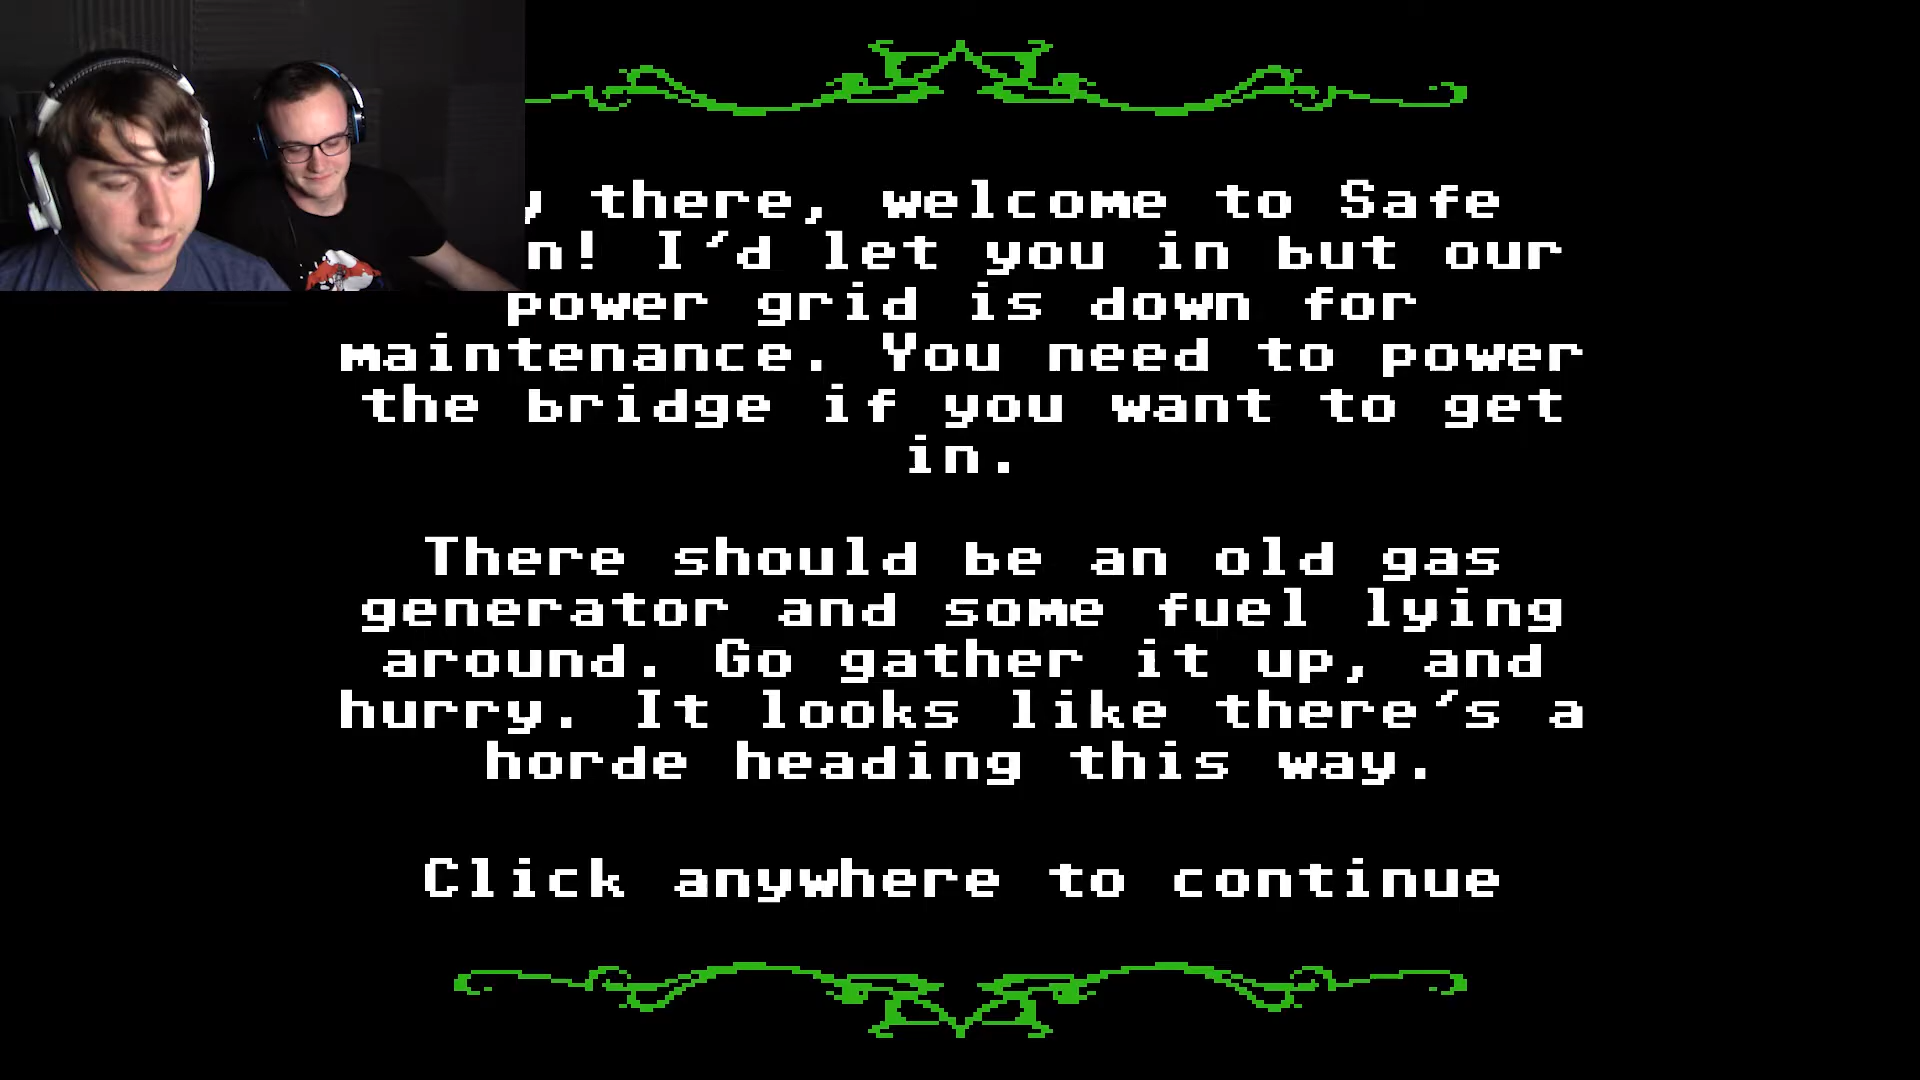 there, welcome to Safe
I'd let you in but our
power grid is down for
maintenance. You need to power
the bridge if you want to get
in.
There should be an old gas
generator and some fuel lying
around. Go gather it up, and
hurry. It looks like there's a
horde heading this way.
Click anywhere to continue